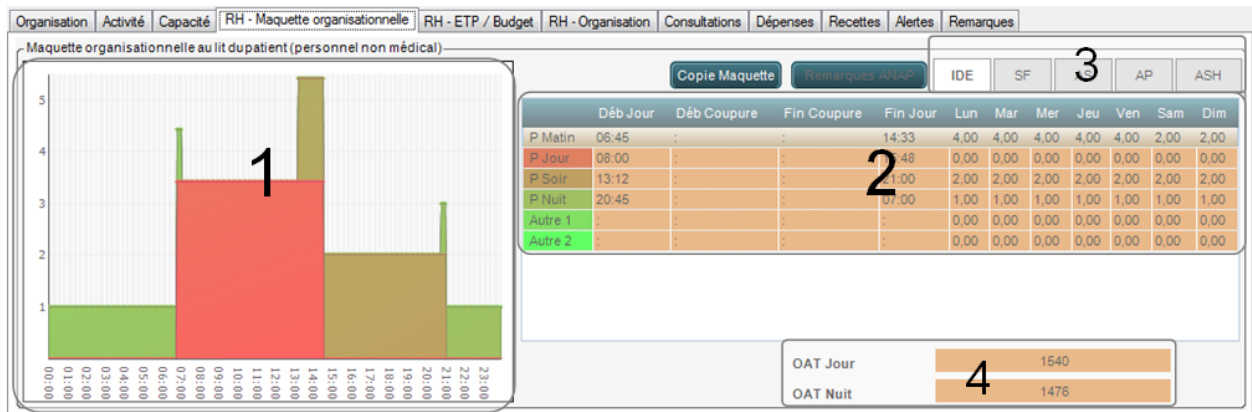 Organisation Activité Capacité RH - Maquette organisationnelle RH - ETP / Budget RH - Organisation Consultations Dépenses Recettes Alertes Remarques
Maquette organisationnelle au lit du patient (personnel non médical)
Copie Maquette Remarques ANAP IDE SF AS AP ASH
3
Déb Jour Déb Coupure Fin Coupure Fin Jour Lun Mar Mer Jeu Ven Sam Dim
P Matin 06:45 : : 14:33 4,00 4,00 4,00 4,00 4,00 2,00 2,00
P Jour 08:00 : : :48 0,00 0,00 0,00 0,00 0,00 0,00 0,00
P Soir 13:12 : : 21:00 2,00 2,00 2,00 2,00 2,00 2,00 2,00
P Nuit 20:45 : : 07:00 1,00 1,00 1,00 1,00 1,00 1,00 1,00
Autre 1 : : : : 0,00 0,00 0,00 0,00 0,00 0,00 0,00
Autre 2 : : : : 0,00 0,00 0,00 0,00 0,00 0,00 0,00
2
5
4
3
2
1
1
00:00 01:00 02:00 03:00 04:00 05:00 06:00 07:00 08:00 09:00 10:00 11:00 12:00 13:00 14:00 15:00 16:00 17:00 18:00 19:00 20:00 21:00 22:00 23:00
OAT Jour 1540
OAT Nuit 1476
4